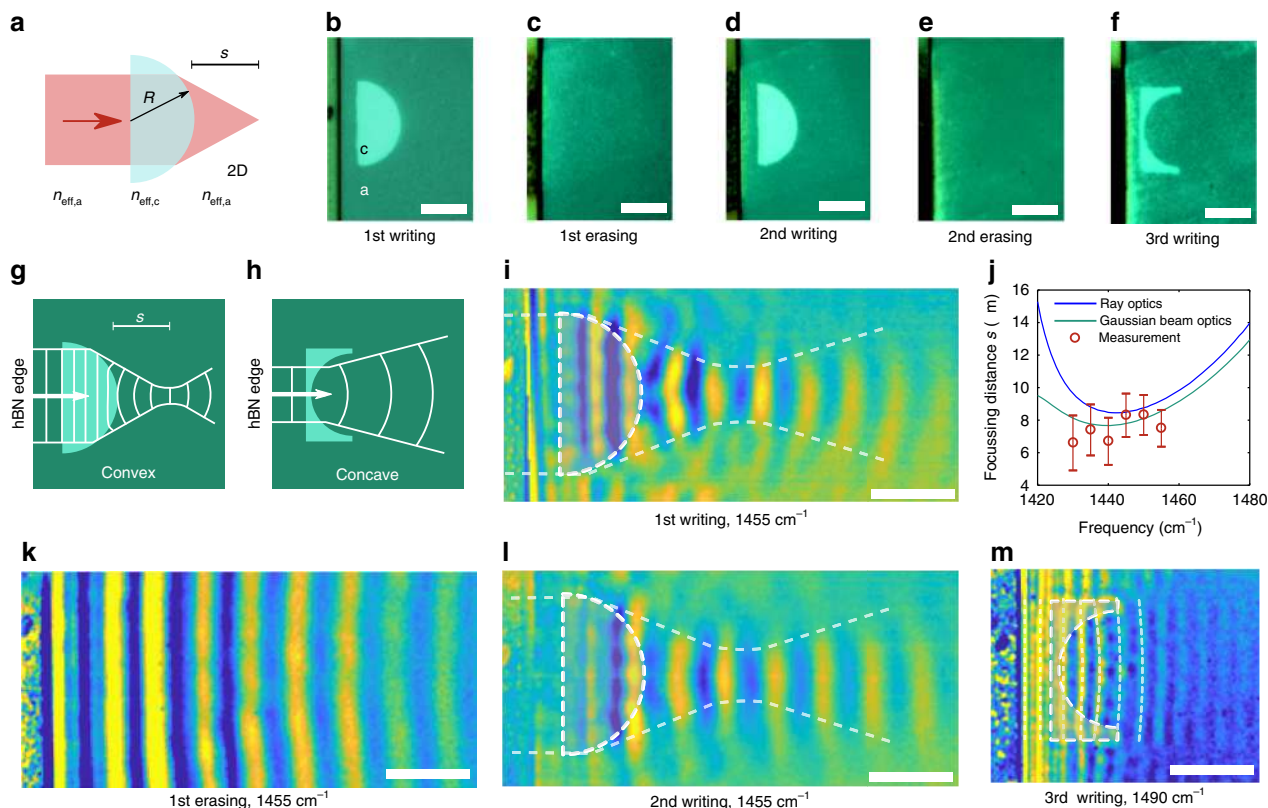 a
s
R
2D
n_eff,a n_eff,c n_eff,a
b
c
a
1st writing
c
1st erasing
d
2nd writing
e
2nd erasing
f
3rd writing
g
s
hBN edge
Convex
h
hBN edge
Concave
i
1st writing, 1455 cm⁻¹
j
16
14
12
10
8
6
4
Focussing distance s ( m)
Ray optics
Gaussian beam optics
Measurement
1420 1440 1460 1480
Frequency (cm⁻¹)
k
1st erasing, 1455 cm⁻¹
l
2nd writing, 1455 cm⁻¹
m
3rd writing, 1490 cm⁻¹